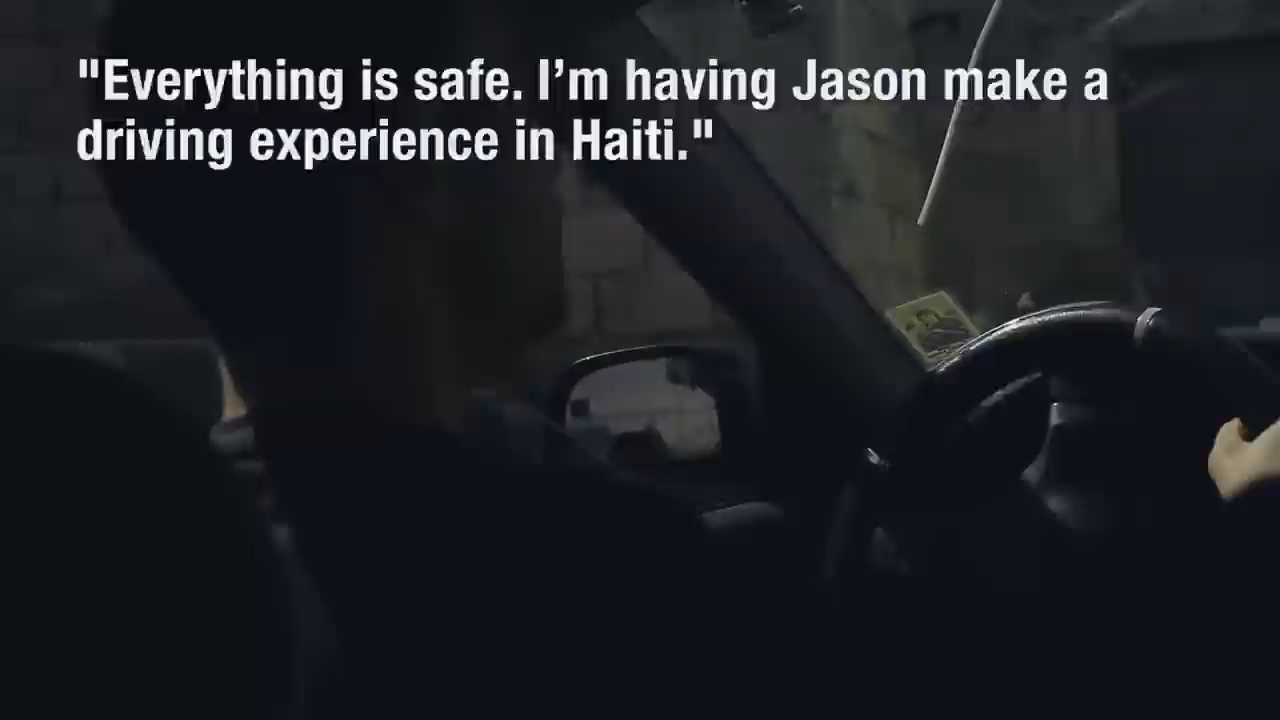 "Everything is safe. I’m having Jason make a
driving experience in Haiti."